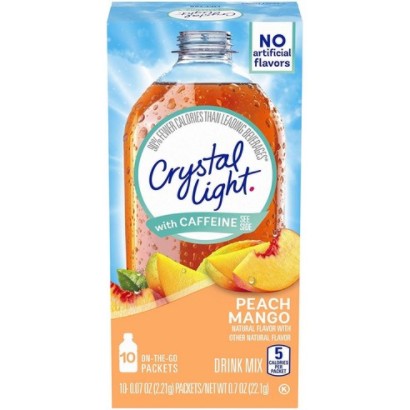 NO
artificial
flavors
90% FEWER CALORIES THAN LEADING BEVERAGES
Crystal
Light.
with CAFFEINE SEE SIDE
PEACH
MANGO
NATURAL FLAVOR WITH
OTHER NATURAL FLAVOR
10 ON-THE-GO
PACKETS
DRINK MIX
5
CALORIES
PER
PACKET
10-0.07 OZ (2.21g) PACKETS/NET WT 0.7 OZ (22.1g)
K